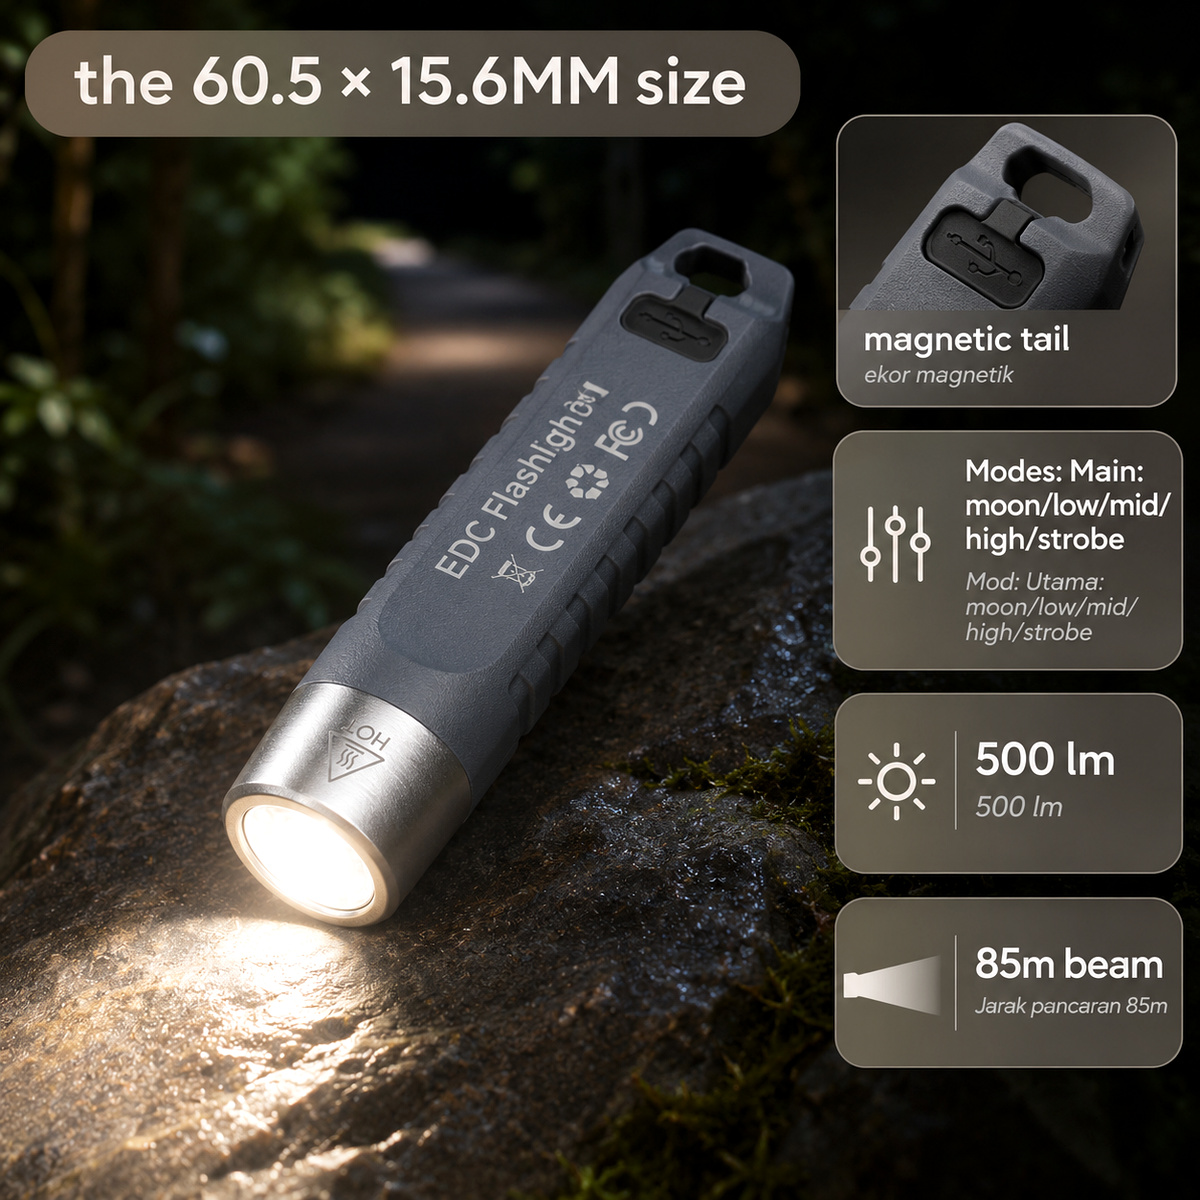 the 60.5 × 15.6MM size
magnetic tail
ekor magnetik
Modes: Main:
moon/low/mid/
high/strobe
Mod: Utama:
moon/low/mid/
high/strobe
500 lm
500 lm
85m beam
Jarak pancaran 85m
EDC
CE FC
HOT